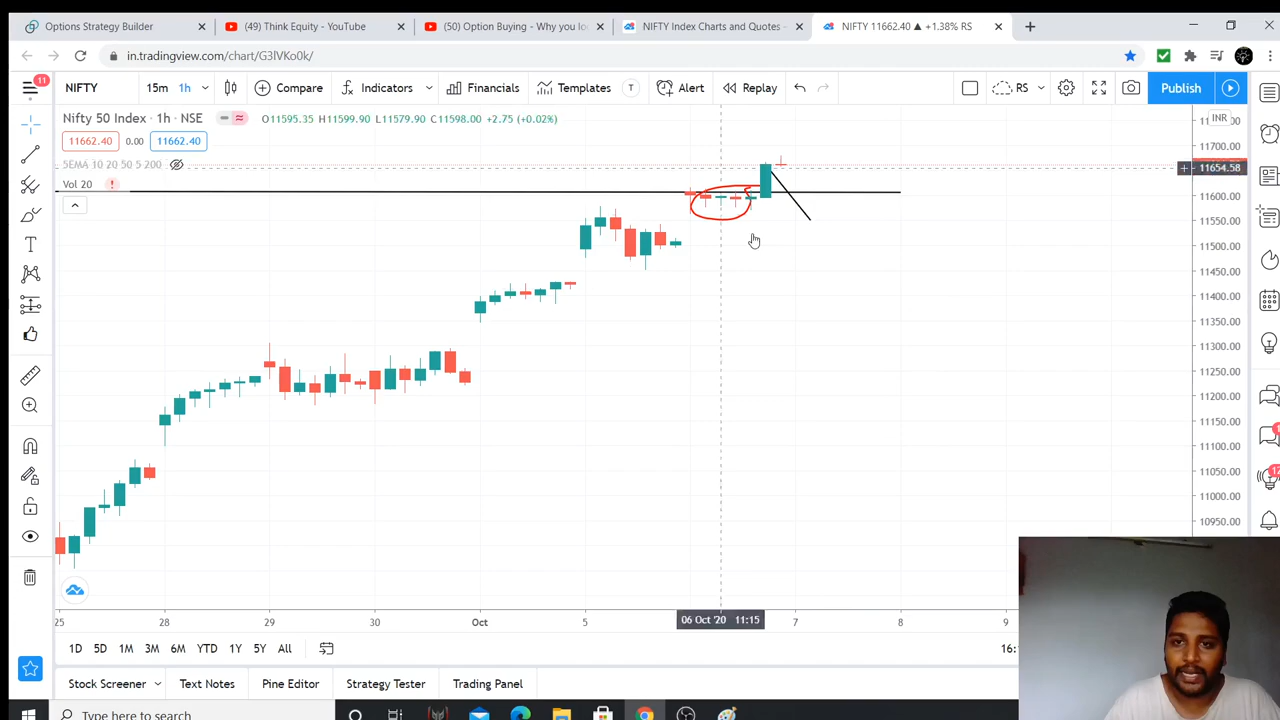 Options Strategy Builder
(49) Think Equity - YouTube
(50) Option Buying - Why you lo
NIFTY Index Charts and Quotes -
NIFTY 11662.40 ▲ +1.38% RS
in.tradingview.com/chart/G3lVKo0k/
11
NIFTY
15m
1h
Compare
Indicators
Financials
Templates
T
Alert
Replay
RS
Publish
Nifty 50 Index · 1h · NSE
O11595.35 H11599.90 L11579.90 C11598.00 +2.75 (+0.02%)
INR
11662.40
0.00
11662.40
5EMA 10 20 50 5 200
Vol 20
!
11700.00
11654.58
11600.00
11550.00
11500.00
11450.00
11400.00
11350.00
11300.00
11250.00
11200.00
11150.00
11100.00
11050.00
11000.00
10950.00
25
28
29
30
Oct
5
06 Oct '20 11:15
7
8
9
1D
5D
1M
3M
6M
YTD
1Y
5Y
All
16:
Stock Screener
Text Notes
Pine Editor
Strategy Tester
Trading Panel
Type here to search